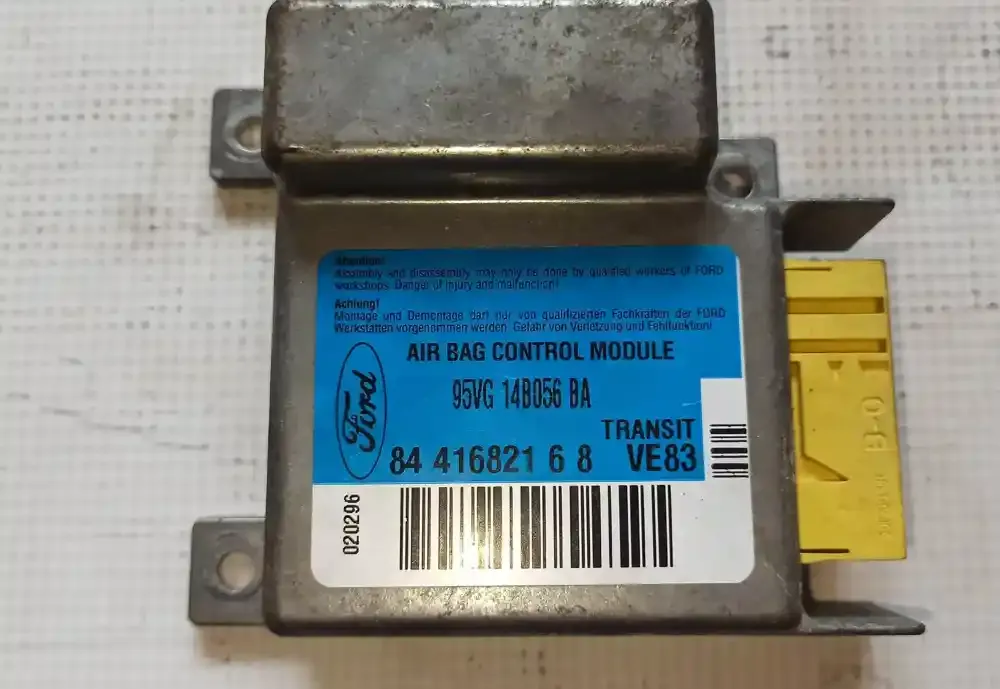 Attention!
Assembly and disassembly may only be done by qualified workers of FORD
workshops. Danger of injury and malfunction!
Achtung!
Montage und Demontage darf nur von qualifizierten Fachkräften der FORD
Werkstätten vorgenommen werden. Gefahr von Verletzung und Fehlfunktion!
AIR BAG CONTROL MODULE
95VG 14B056 BA
Ford
TRANSIT
84 416821 6 8 VE83
020296
B-0